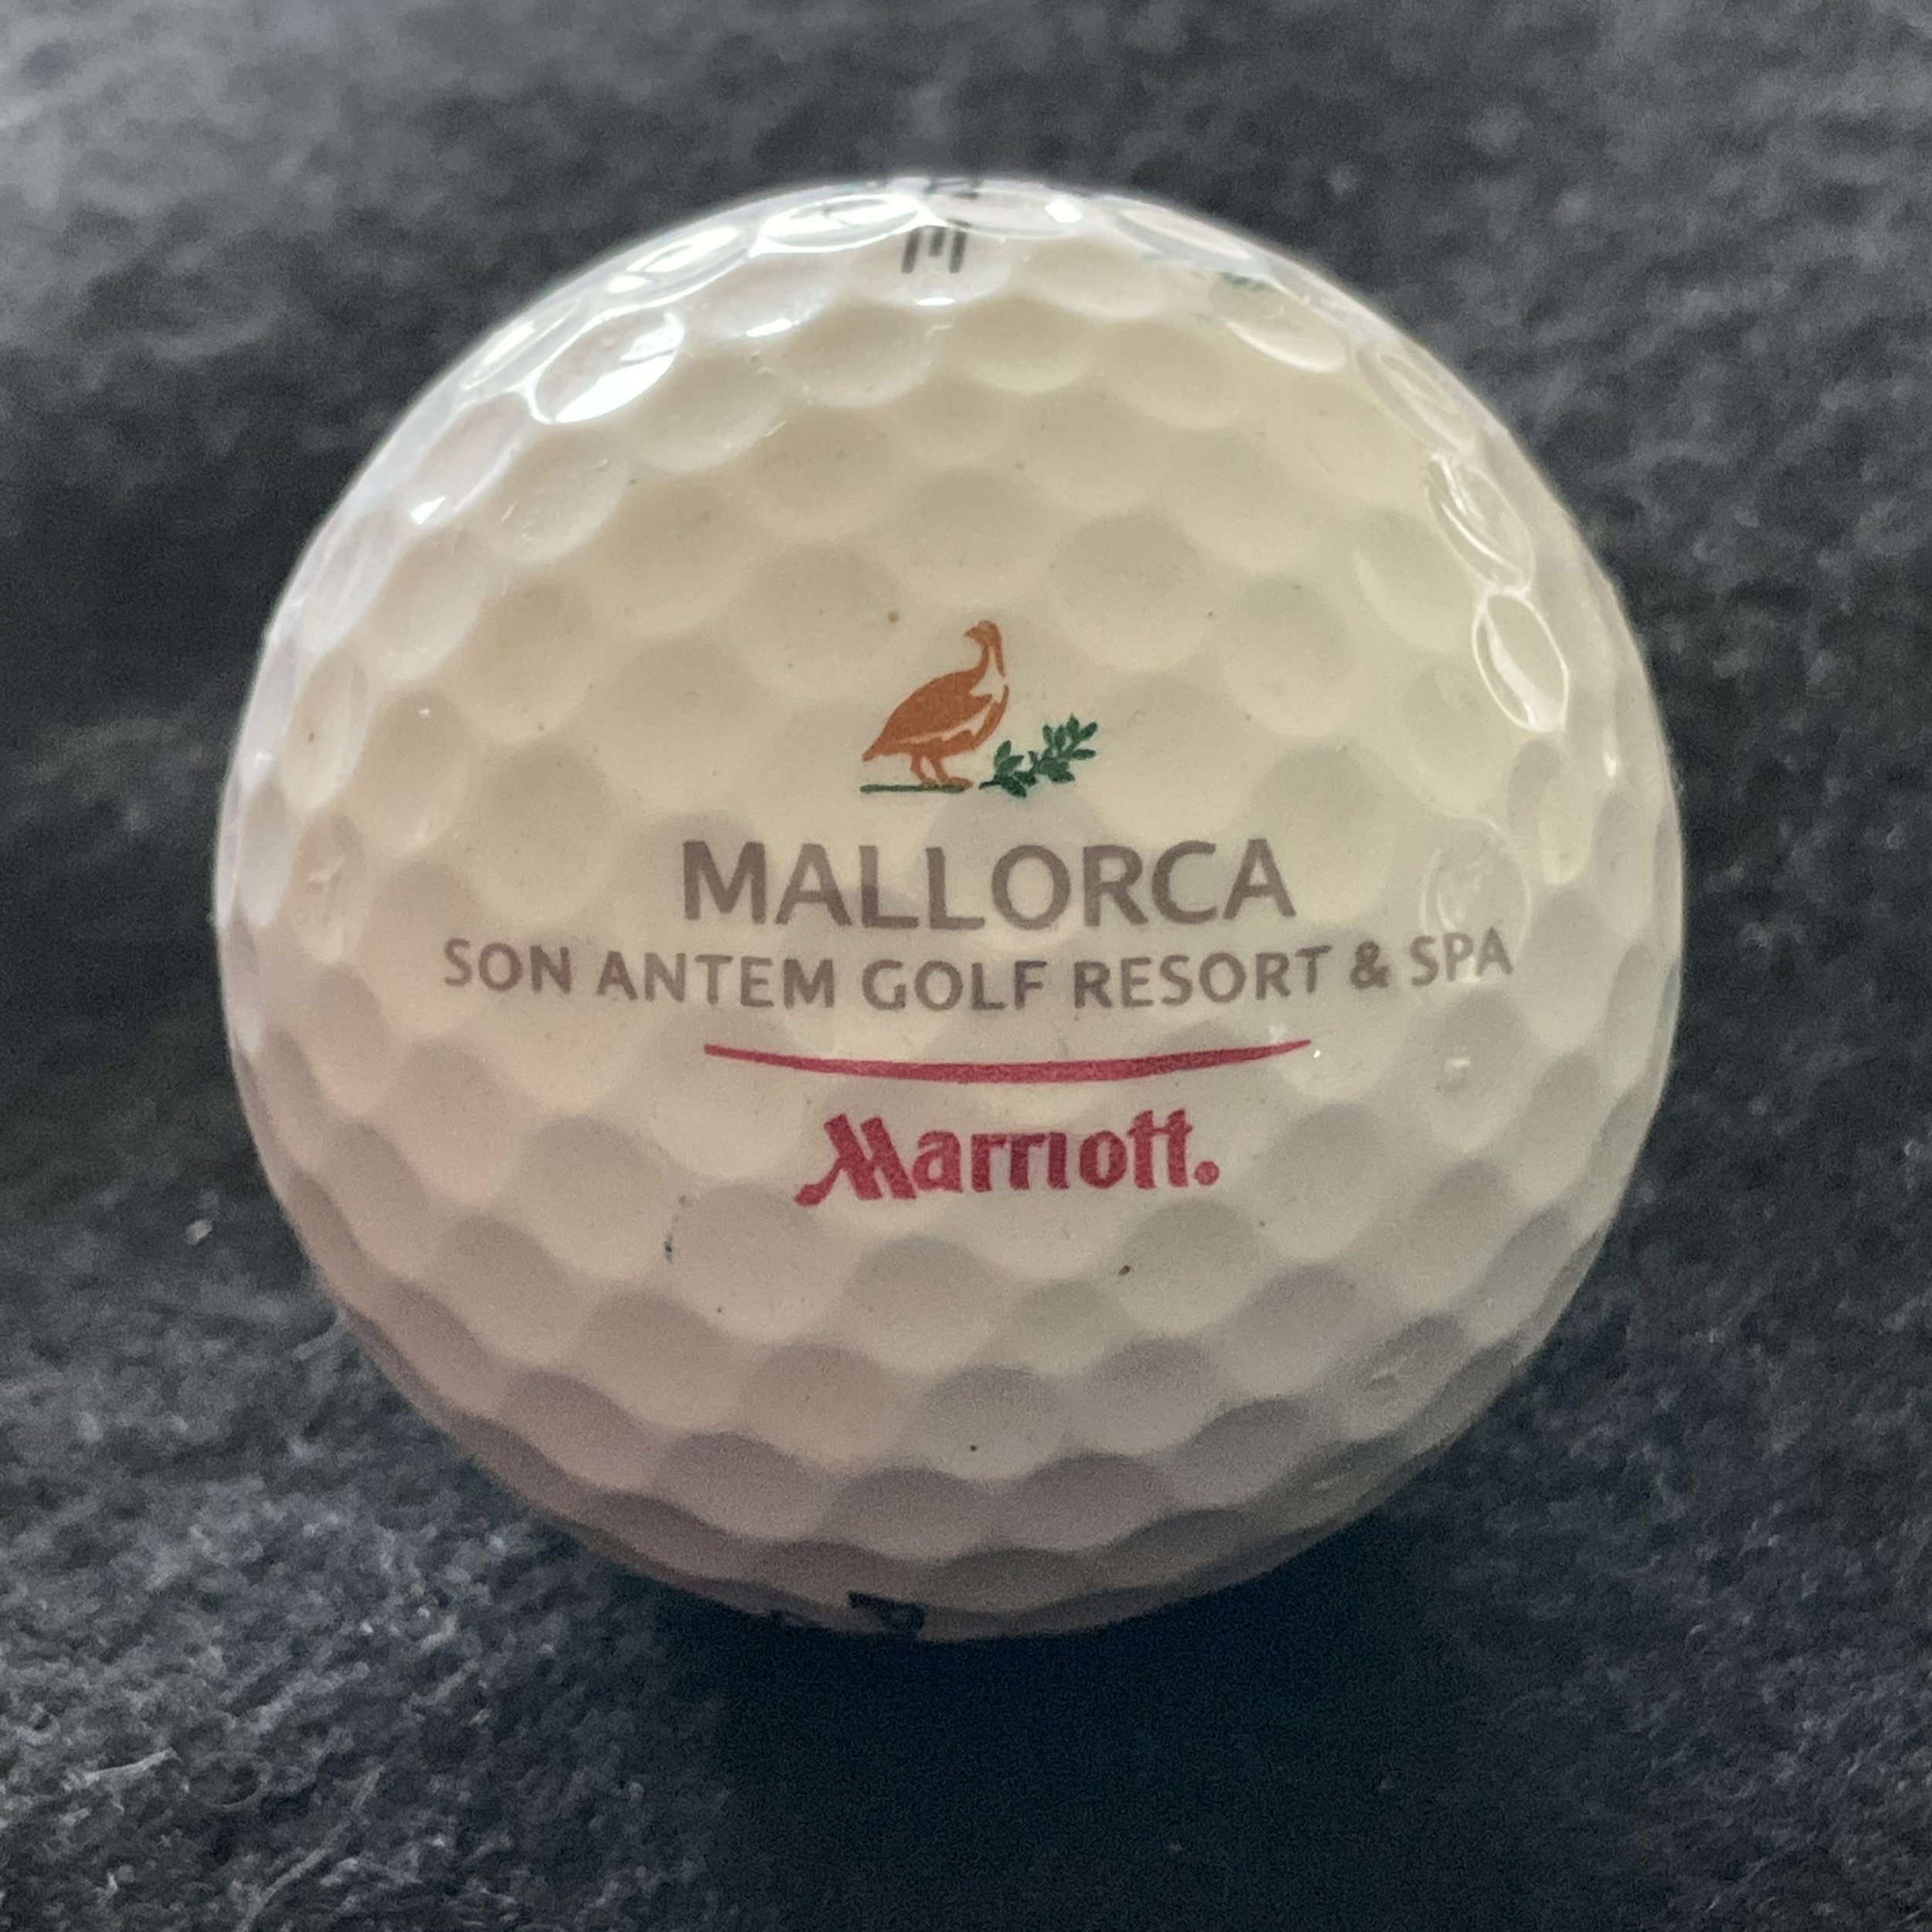 MALLORCA
SON ANTEM GOLF RESORT & SPA
Marriott.